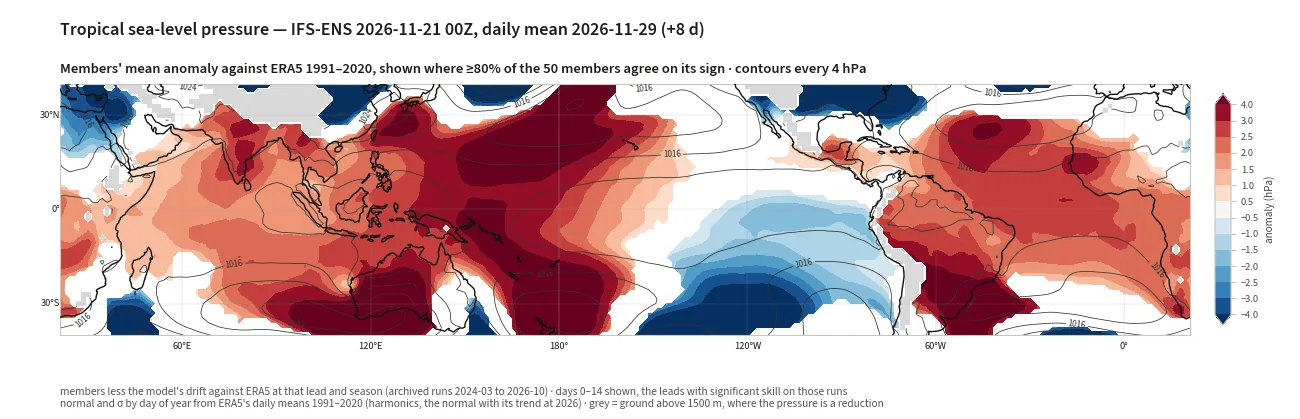 Tropical sea-level pressure — IFS-ENS 2026-11-21 00Z, daily mean 2026-11-29 (+8 d)
Members' mean anomaly against ERA5 1991–2020, shown where ≥80% of the 50 members agree on its sign · contours every 4 hPa
30°N
0°
30°S
60°E
120°E
180°
120°W
60°W
0°
1024
1016
1024
1016
1016
1016
1016
1016
1016
1016
1016
1016
1016
1016
4.0
3.0
2.5
2.0
1.5
1.0
0.5
−0.5
−1.0
−1.5
−2.0
−2.5
−3.0
−4.0
anomaly (hPa)
members less the model's drift against ERA5 at that lead and season (archived runs 2024-03 to 2026-10) · days 0–14 shown, the leads with significant skill on those runs
normal and σ by day of year from ERA5's daily means 1991–2020 (harmonics, the normal with its trend at 2026) · grey = ground above 1500 m, where the pressure is a reduction